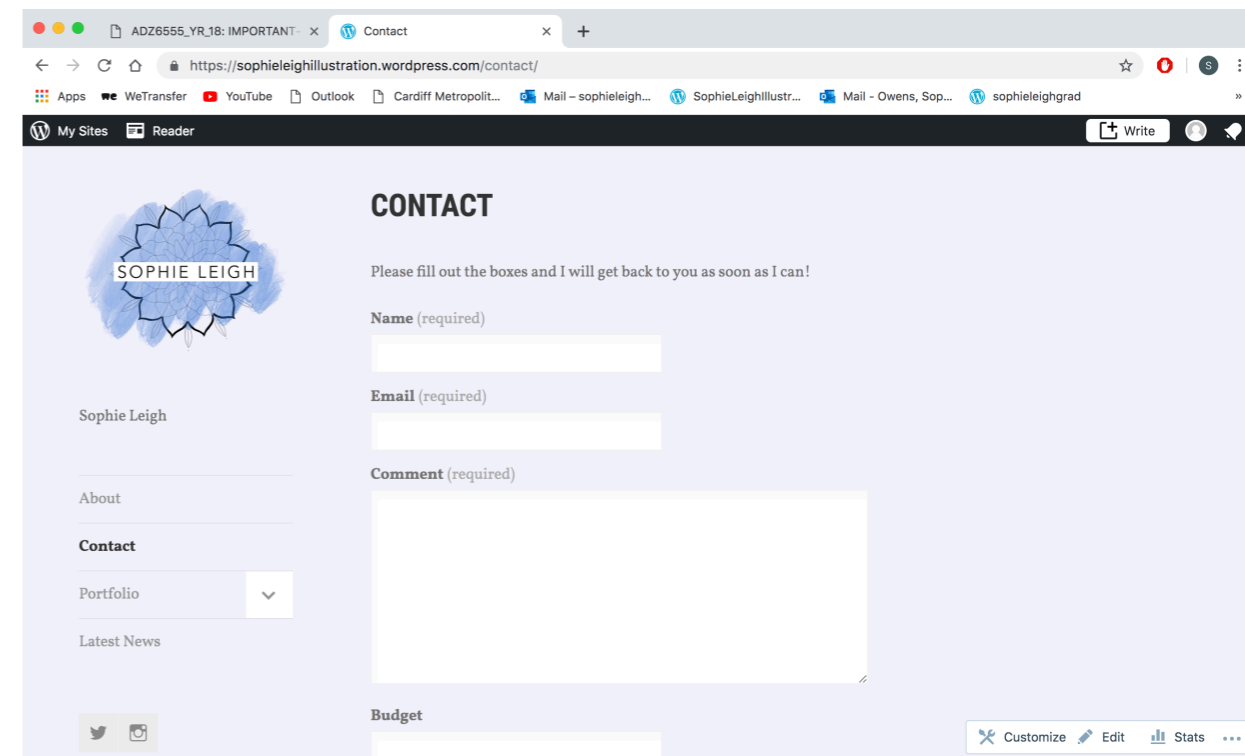 ADZ6555_YR_18: IMPORTANT-
Contact
https://sophieleighillustration.wordpress.com/contact/
S
Apps
WeTransfer
YouTube
Outlook
Cardiff Metropolit...
Mail – sophieleigh...
SophieLeighIllustr...
Mail - Owens, Sop...
sophieleighgrad
»
My Sites
Reader
Write
SOPHIE LEIGH
Sophie Leigh
About
Contact
Portfolio
Latest News
CONTACT
Please fill out the boxes and I will get back to you as soon as I can!
Name (required)
Email (required)
Comment (required)
Budget
Customize Edit Stats ...